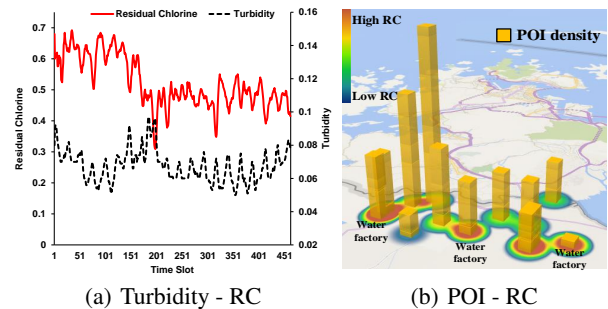 Residual Chlorine
Turbidity
0.7
0.6
0.5
0.4
0.3
0.2
0.1
0
0.16
0.14
0.12
0.1
0.08
0.06
0.04
0.02
Residual Chlorine
Turbidity
1 51 101 151 201 251 301 351 401 451
Time Slot
(a) Turbidity - RC
High RC
Low RC
POI density
Water
factory
Water
factory
Water
factory
(b) POI - RC